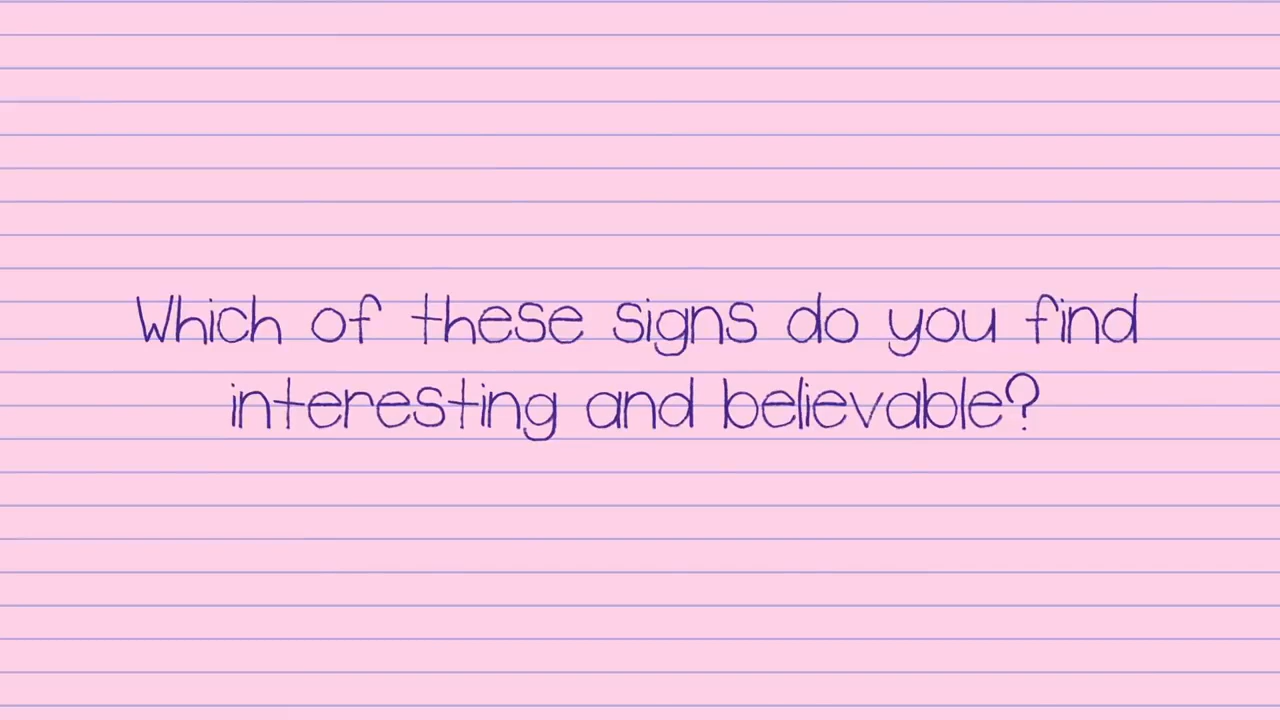 Which of these signs do you find
interesting and believable?